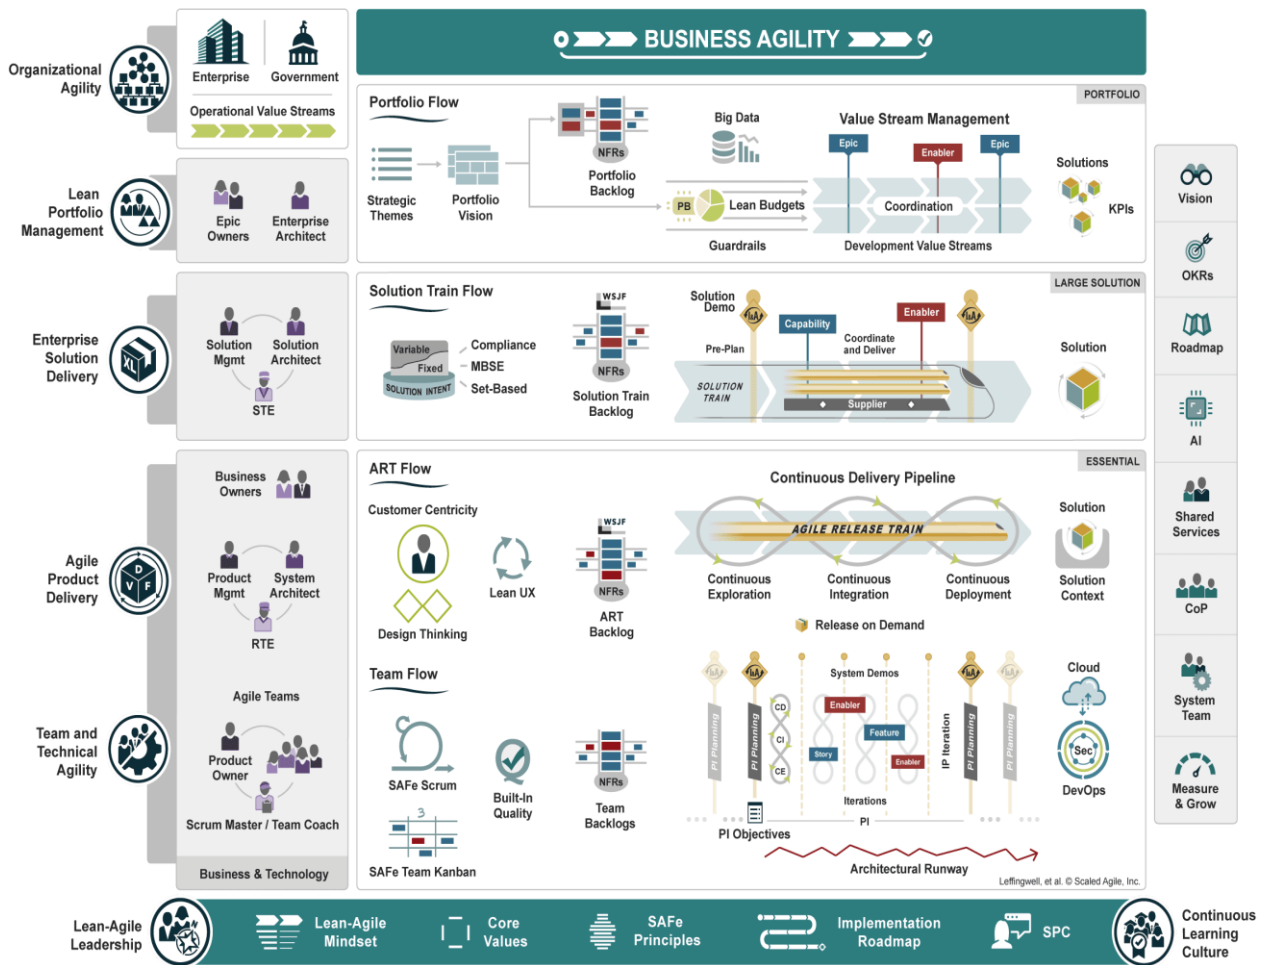 BUSINESS AGILITY
Organizational
Agility
Enterprise
Government
Operational Value Streams
Lean
Portfolio
Management
Epic
Owners
Enterprise
Architect
PORTFOLIO
Portfolio Flow
Strategic
Themes
Portfolio
Vision
NFRs
Portfolio
Backlog
Big Data
PB
Lean Budgets
Guardrails
Value Stream Management
Epic
Enabler
Epic
Coordination
Development Value Streams
Solutions
KPIs
Enterprise
Solution
Delivery
XL
Solution
Mgmt
Solution
Architect
STE
LARGE SOLUTION
Solution Train Flow
Variable
Fixed
SOLUTION INTENT
Compliance
MBSE
Set-Based
WSJF
NFRs
Solution Train
Backlog
Solution
Demo
I&A
Pre-Plan
Capability
Coordinate
and Deliver
Enabler
I&A
SOLUTION
TRAIN
Supplier
Solution
Agile
Product
Delivery
D
V
F
Business
Owners
Product
Mgmt
System
Architect
RTE
ESSENTIAL
ART Flow
Customer Centricity
Design Thinking
Lean UX
WSJF
NFRs
ART
Backlog
Continuous Delivery Pipeline
AGILE RELEASE TRAIN
Continuous
Exploration
Continuous
Integration
Continuous
Deployment
Release on Demand
Solution
Solution
Context
Team and
Technical
Agility
Agile Teams
Product
Owner
Scrum Master / Team Coach
Business & Technology
Team Flow
SAFe Scrum
3
SAFe Team Kanban
Built-In
Quality
NFRs
Team
Backlogs
I&A
I&A
I&A
I&A
PI Planning
PI Planning
CD
CI
CE
System Demos
Enabler
Feature
Story
Enabler
Iterations
IP Iteration
PI Planning
PI Planning
PI
PI Objectives
Architectural Runway
Cloud
Sec
DevOps
Leffingwell, et al. © Scaled Agile, Inc.
Vision
OKRs
Roadmap
AI
Shared
Services
CoP
System
Team
Measure
& Grow
Lean-Agile
Leadership
Lean-Agile
Mindset
Core
Values
SAFe
Principles
Implementation
Roadmap
SPC
Continuous
Learning
Culture